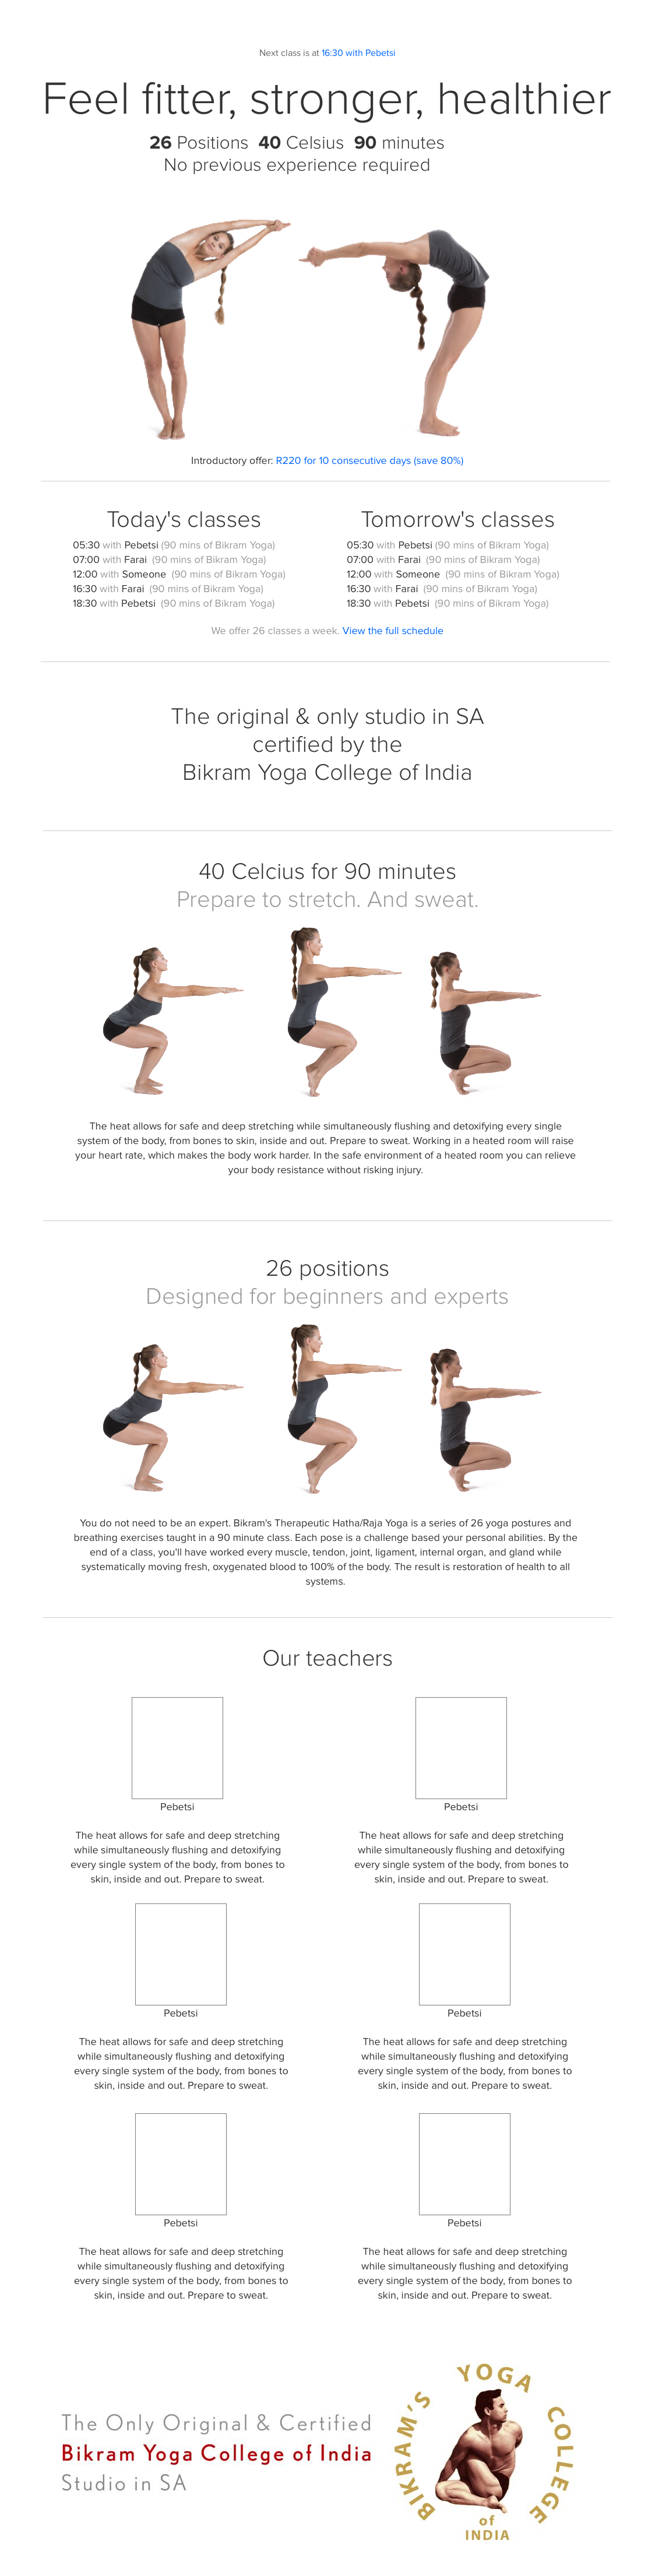 Next class is at 16:30 with Pebetsi
Feel fitter, stronger, healthier
26 Positions 40 Celsius 90 minutes
No previous experience required
Introductory offer: R220 for 10 consecutive days (save 80%)
Today's classes
05:30 with Pebetsi (90 mins of Bikram Yoga)
07:00 with Farai (90 mins of Bikram Yoga)
12:00 with Someone (90 mins of Bikram Yoga)
16:30 with Farai (90 mins of Bikram Yoga)
18:30 with Pebetsi (90 mins of Bikram Yoga)
Tomorrow's classes
05:30 with Pebetsi (90 mins of Bikram Yoga)
07:00 with Farai (90 mins of Bikram Yoga)
12:00 with Someone (90 mins of Bikram Yoga)
16:30 with Farai (90 mins of Bikram Yoga)
18:30 with Pebetsi (90 mins of Bikram Yoga)
We offer 26 classes a week. View the full schedule
The original & only studio in SA
certified by the
Bikram Yoga College of India
40 Celcius for 90 minutes
Prepare to stretch. And sweat.
The heat allows for safe and deep stretching while simultaneously flushing and detoxifying every single
system of the body, from bones to skin, inside and out. Prepare to sweat. Working in a heated room will raise
your heart rate, which makes the body work harder. In the safe environment of a heated room you can relieve
your body resistance without risking injury.
26 positions
Designed for beginners and experts
You do not need to be an expert. Bikram's Therapeutic Hatha/Raja Yoga is a series of 26 yoga postures and
breathing exercises taught in a 90 minute class. Each pose is a challenge based your personal abilities. By the
end of a class, you'll have worked every muscle, tendon, joint, ligament, internal organ, and gland while
systematically moving fresh, oxygenated blood to 100% of the body. The result is restoration of health to all
systems.
Our teachers
Pebetsi
The heat allows for safe and deep stretching
while simultaneously flushing and detoxifying
every single system of the body, from bones to
skin, inside and out. Prepare to sweat.
Pebetsi
The heat allows for safe and deep stretching
while simultaneously flushing and detoxifying
every single system of the body, from bones to
skin, inside and out. Prepare to sweat.
Pebetsi
The heat allows for safe and deep stretching
while simultaneously flushing and detoxifying
every single system of the body, from bones to
skin, inside and out. Prepare to sweat.
Pebetsi
The heat allows for safe and deep stretching
while simultaneously flushing and detoxifying
every single system of the body, from bones to
skin, inside and out. Prepare to sweat.
Pebetsi
The heat allows for safe and deep stretching
while simultaneously flushing and detoxifying
every single system of the body, from bones to
skin, inside and out. Prepare to sweat.
Pebetsi
The heat allows for safe and deep stretching
while simultaneously flushing and detoxifying
every single system of the body, from bones to
skin, inside and out. Prepare to sweat.
The Only Original & Certified
Bikram Yoga College of India
Studio in SA
BIKRAM'S YOGA COLLEGE
of
INDIA